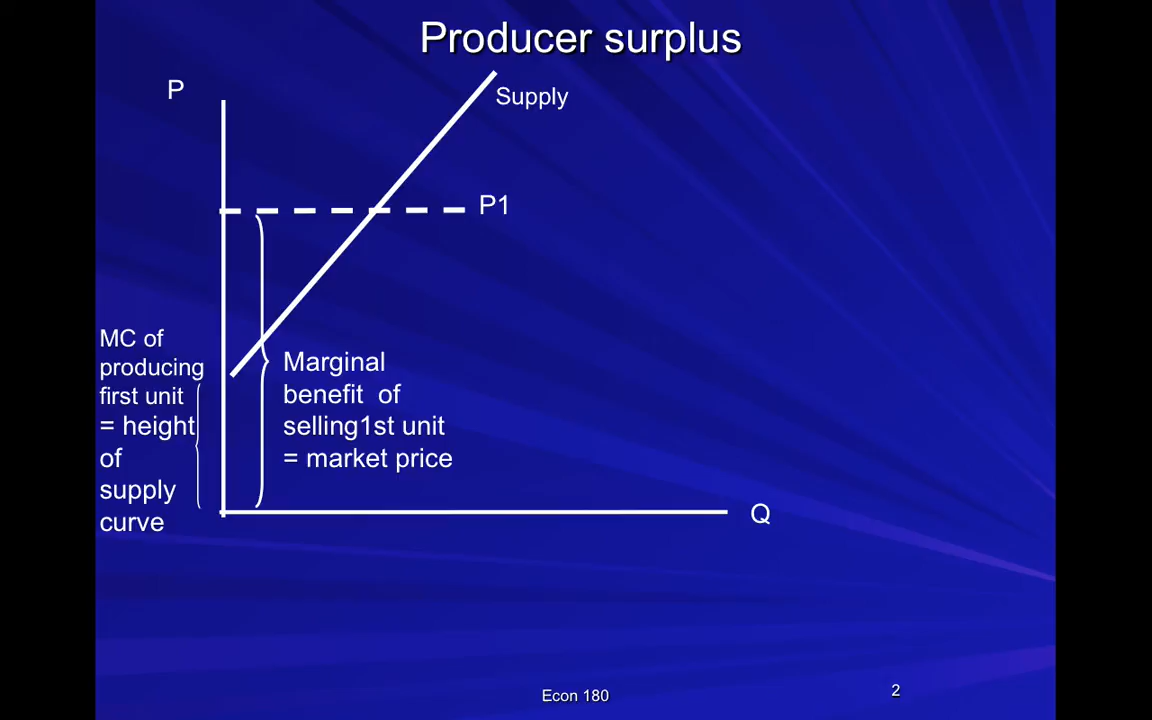 Producer surplus
P
Supply
P1
MC of
producing
first unit
= height
of
supply
curve
Marginal
benefit of
selling1st unit
= market price
Q
Econ 180
2